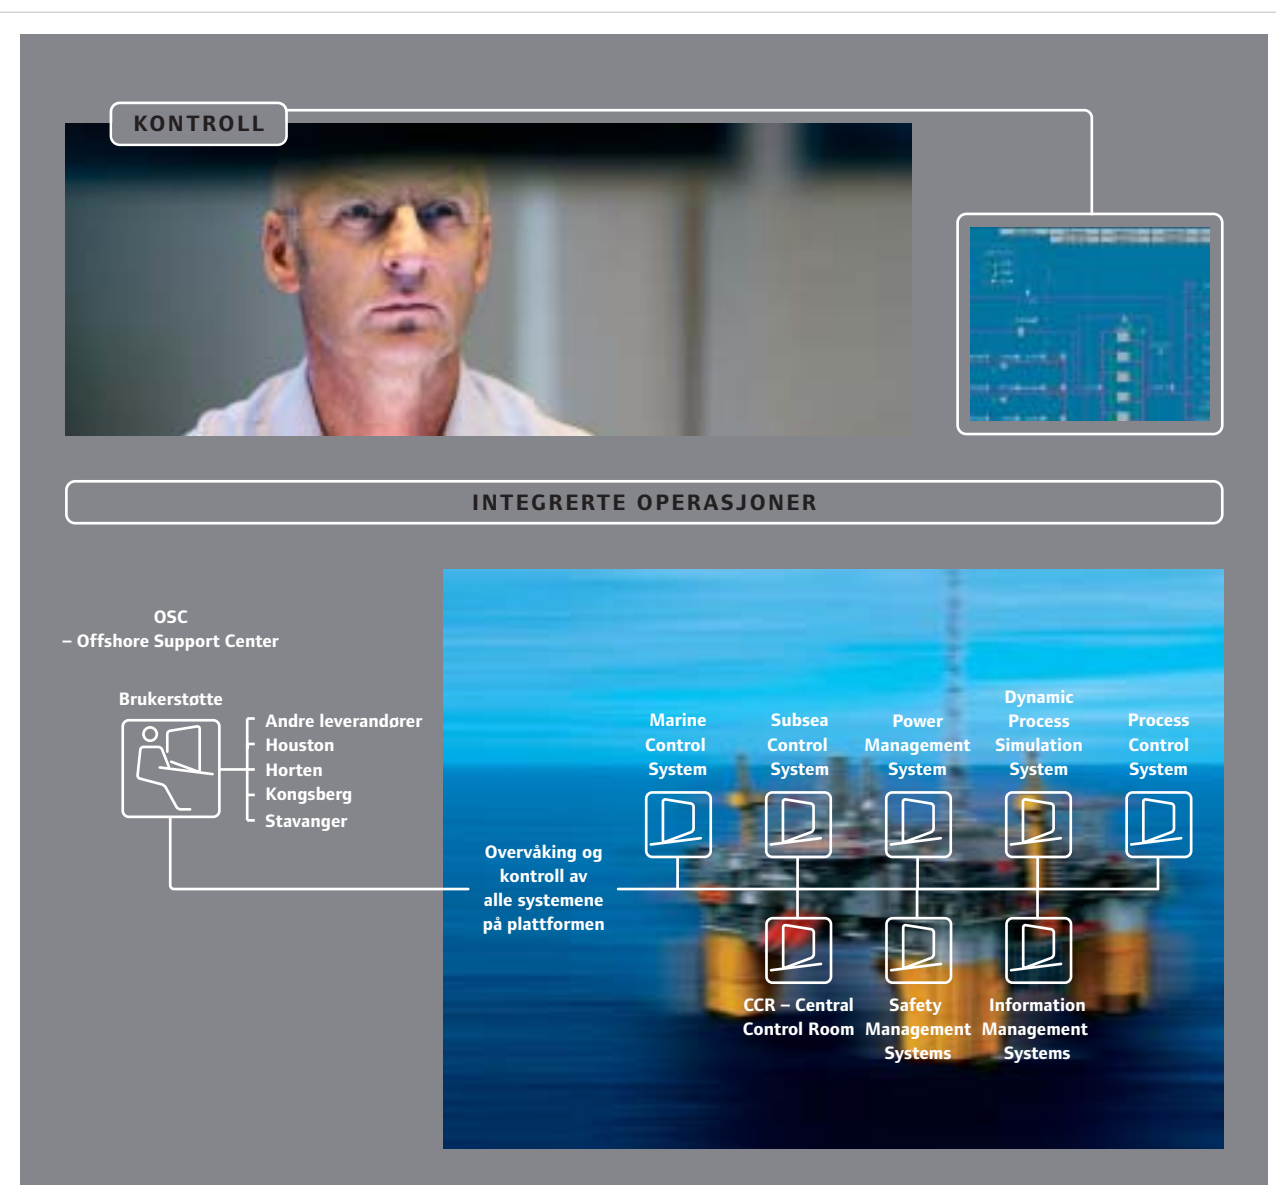 KONTROLL
INTEGRERTE OPERASJONER
OSC
– Offshore Support Center
Brukerstøtte
Andre leverandører
Houston
Horten
Kongsberg
Stavanger
Overvåking og
kontroll av
alle systemene
på plattformen
Marine
Control
System
Subsea
Control
System
Power
Management
System
Dynamic
Process
Simulation
System
Process
Control
System
CCR – Central
Control Room
Safety
Management
Systems
Information
Management
Systems